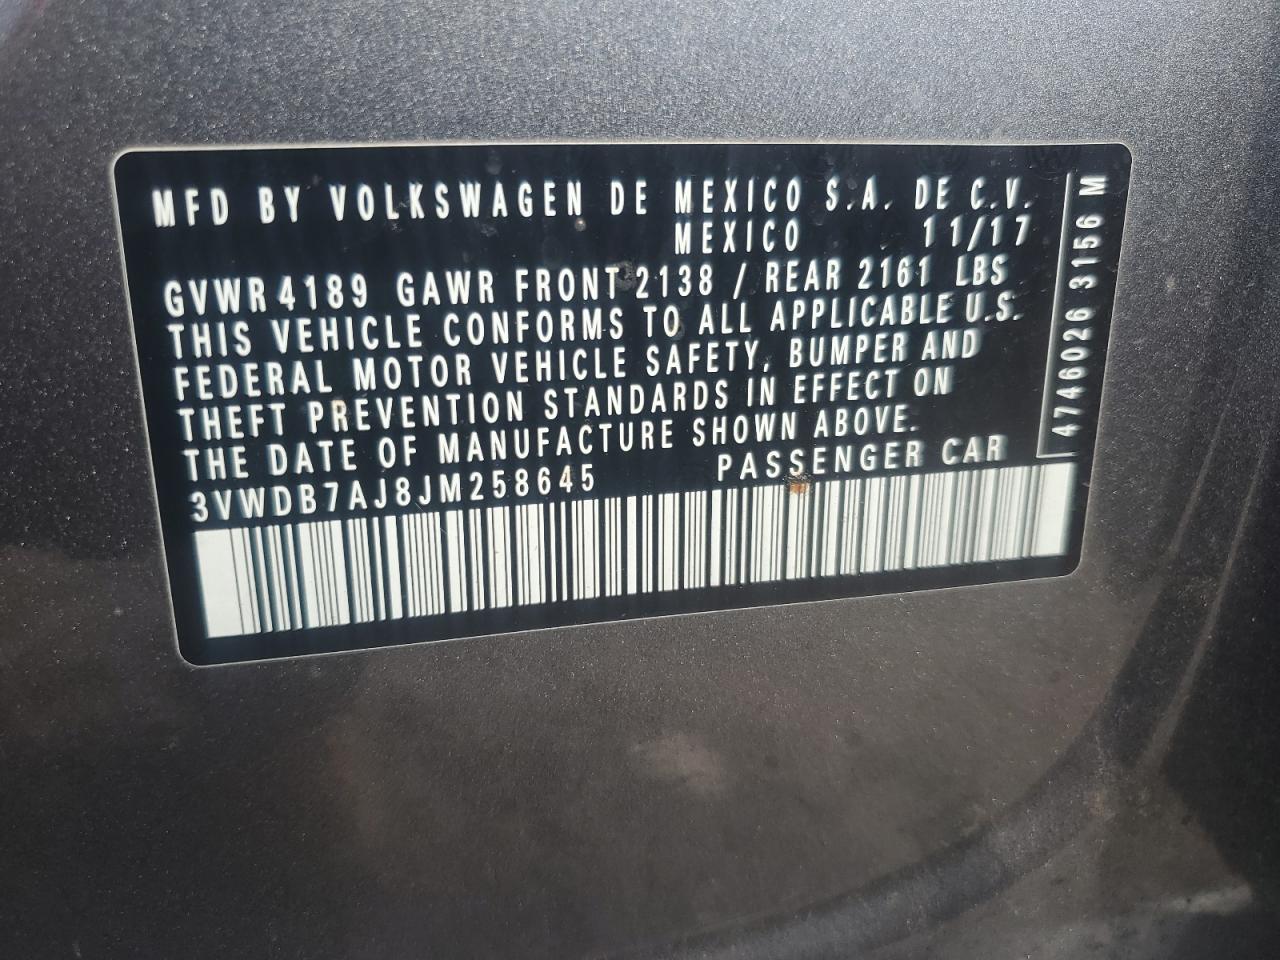 MFD BY VOLKSWAGEN DE MEXICO S.A. DE C.V.
MEXICO 11/17
GVWR 4189 GAWR FRONT 2138 / REAR 2161 LBS
THIS VEHICLE CONFORMS TO ALL APPLICABLE U.S.
FEDERAL MOTOR VEHICLE SAFETY, BUMPER AND
THEFT PREVENTION STANDARDS IN EFFECT ON
THE DATE OF MANUFACTURE SHOWN ABOVE.
3VWDB7AJ8JM258645 PASSENGER CAR
4746026 3156 M